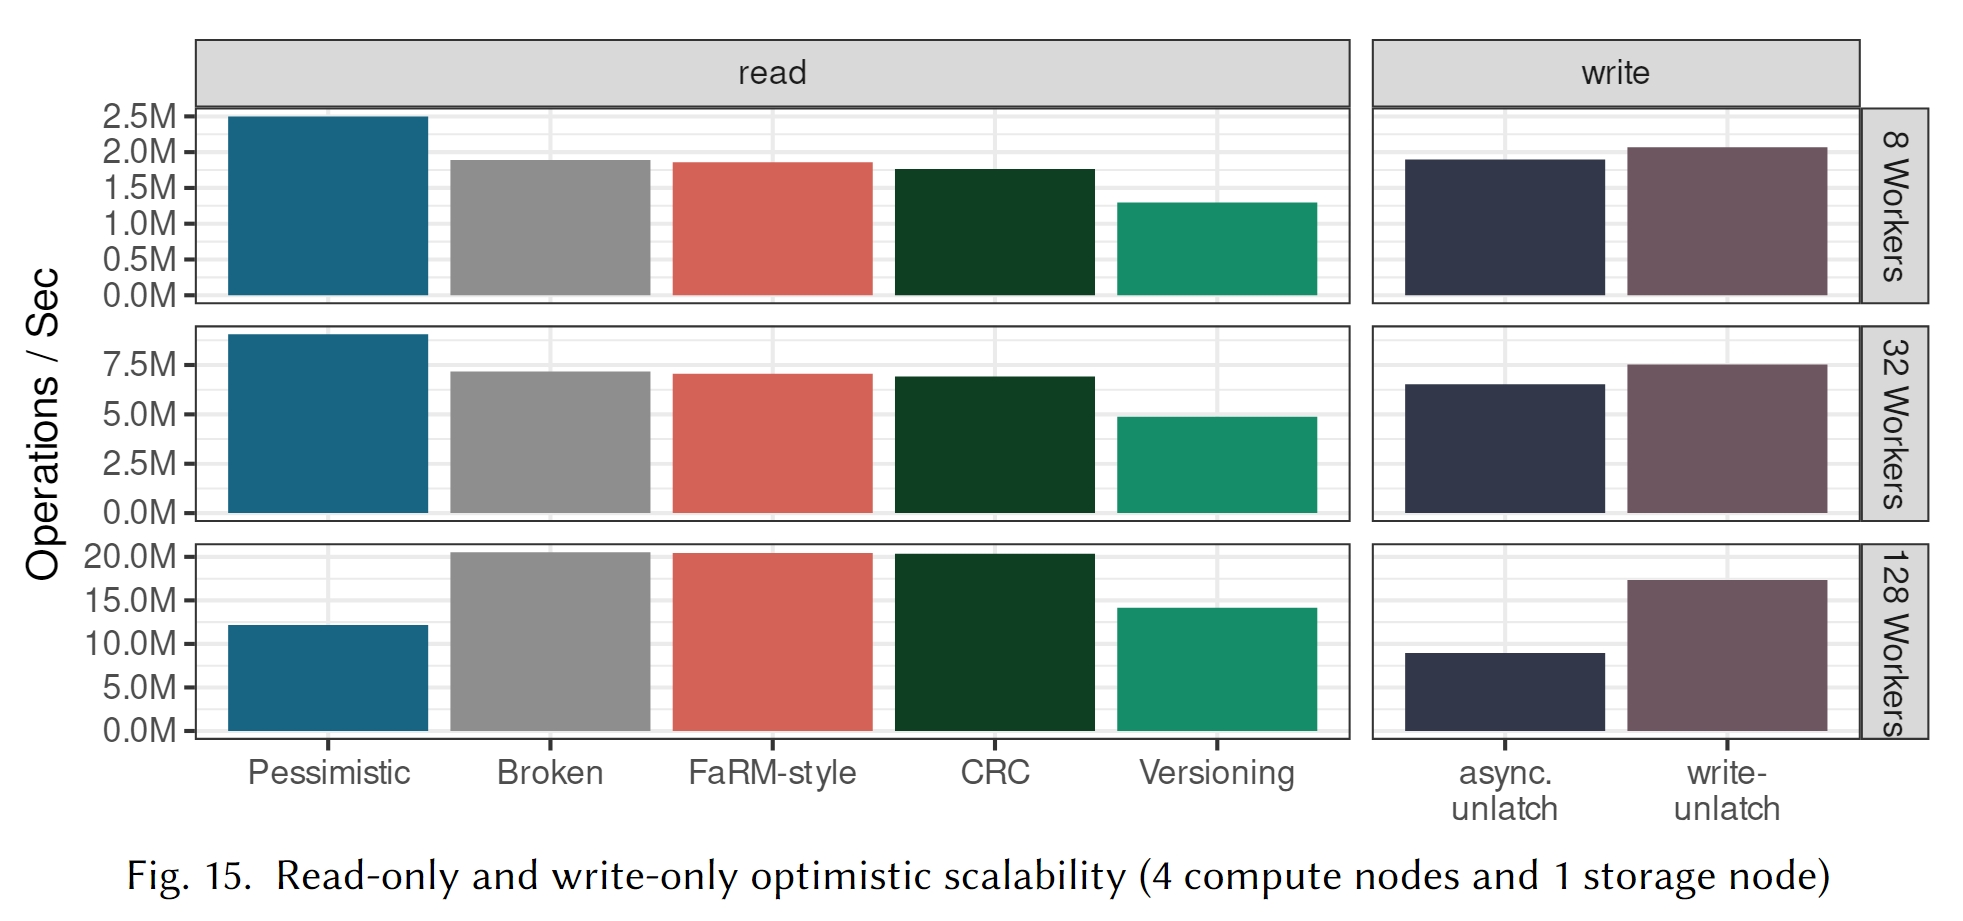 read
write
2.5M
2.0M
1.5M
1.0M
0.5M
0.0M
8 Workers
7.5M
5.0M
2.5M
0.0M
32 Workers
20.0M
15.0M
10.0M
5.0M
0.0M
128 Workers
Operations / Sec
Pessimistic
Broken
FaRM-style
CRC
Versioning
async.
unlatch
write-
unlatch
Fig. 15. Read-only and write-only optimistic scalability (4 compute nodes and 1 storage node)